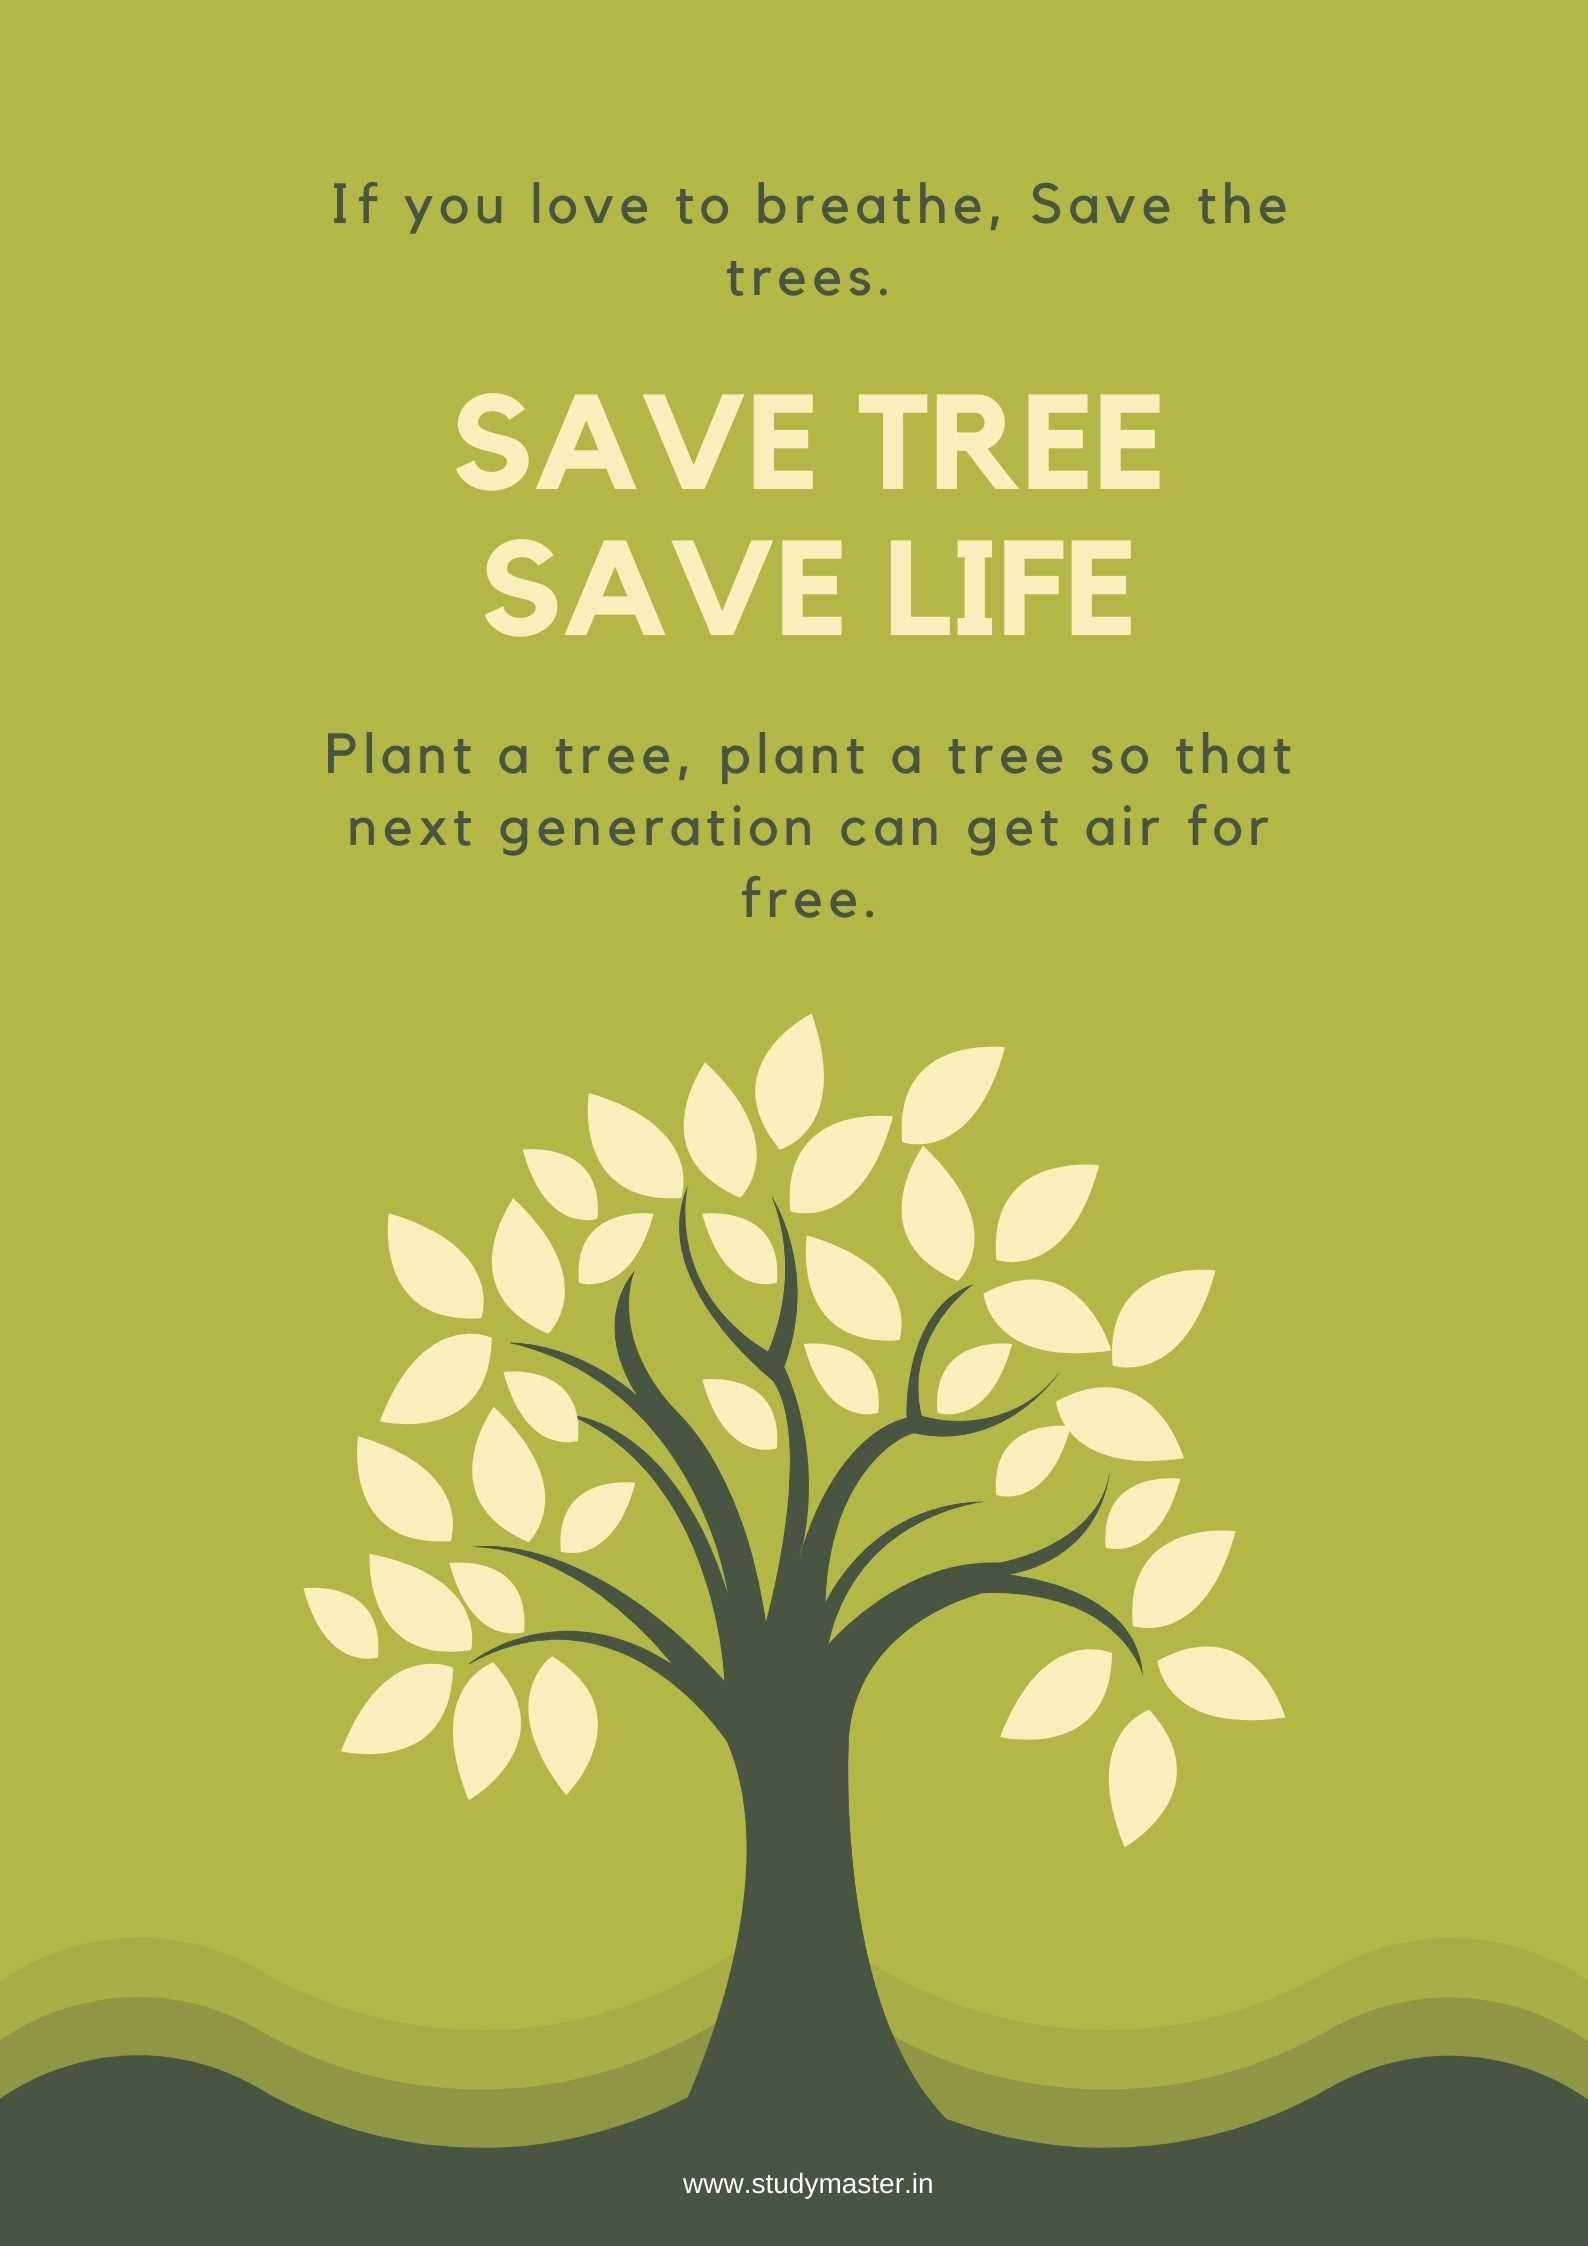 If you love to breathe, Save the
trees.
SAVE TREE
SAVE LIFE
Plant a tree, plant a tree so that
next generation can get air for
free.
www.studymaster.in